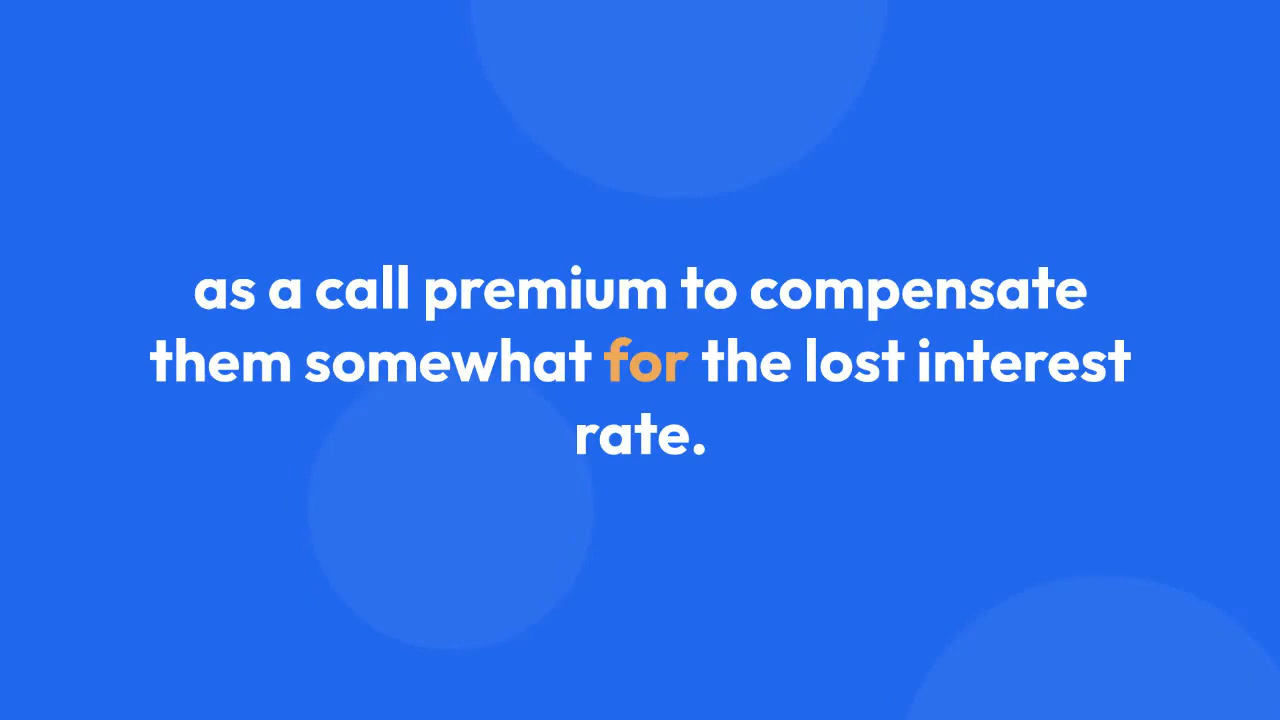 as a call premium to compensate
them somewhat for the lost interest
rate.